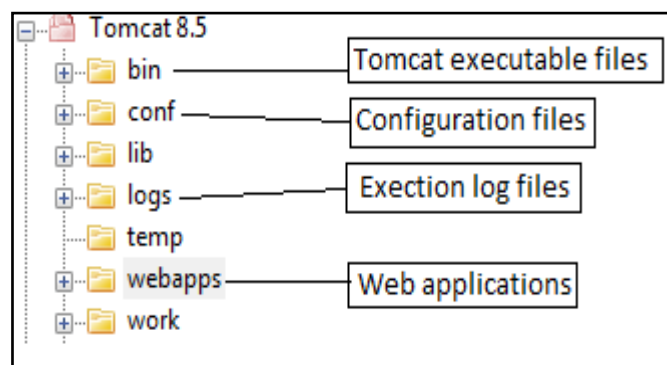 Tomcat 8.5
bin
Tomcat executable files
conf
Configuration files
lib
logs
Exection log files
temp
webapps
Web applications
work